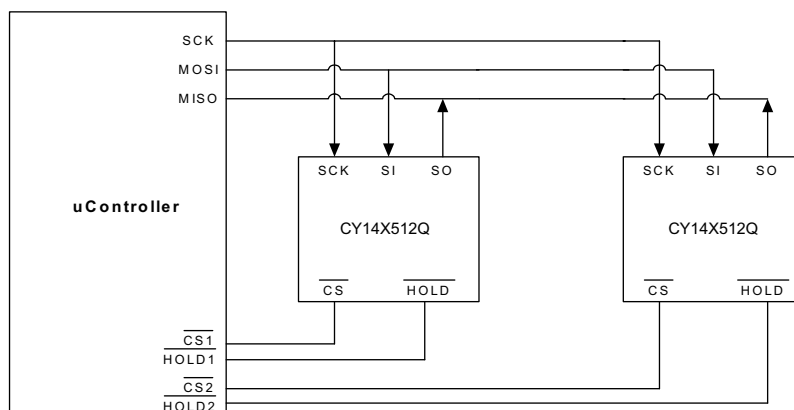 SCK
MOSI
MISO
SCK SI SO
SCK SI SO
uController
CY14X512Q
CY14X512Q
CS HOLD
CS HOLD
CS1
HOLD1
CS2
HOLD2